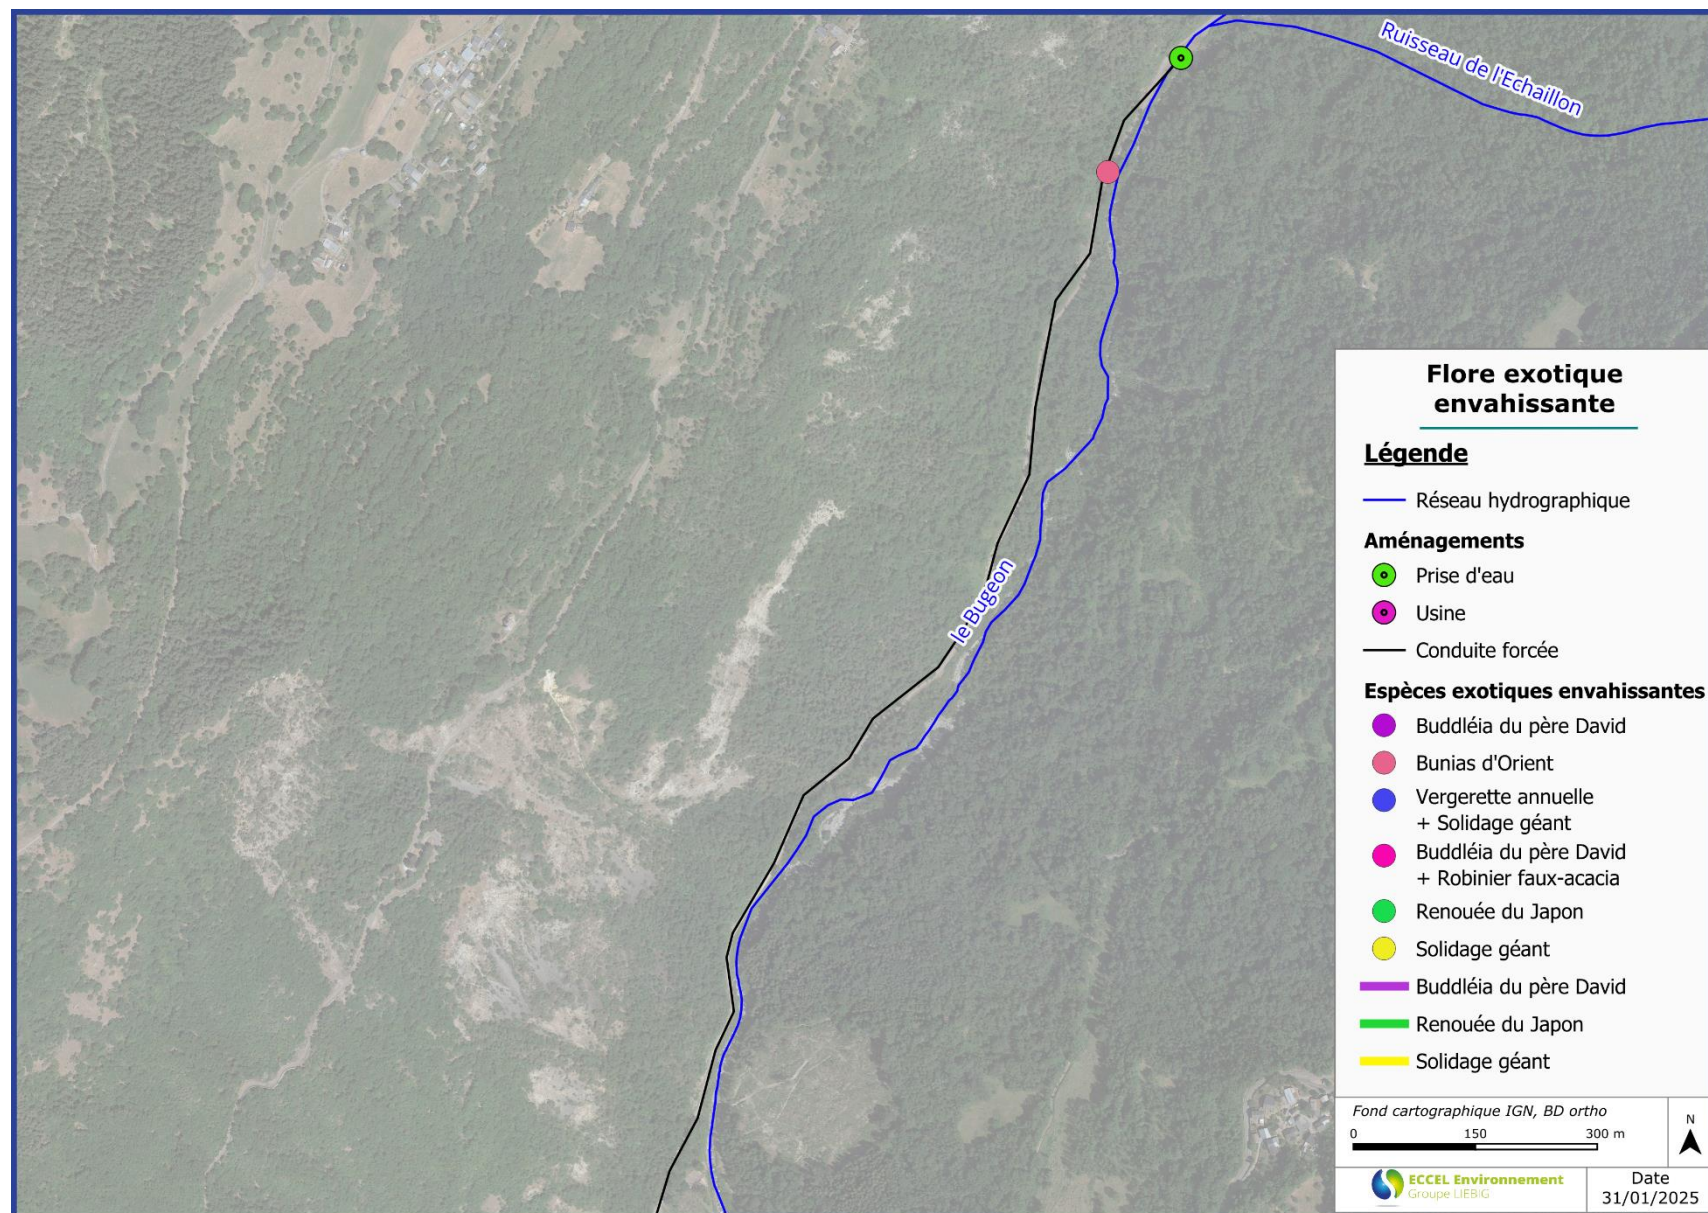 Ruisseau de l'Echaillon
le Bugeon
Flore exotique
envahissante
Légende
Réseau hydrographique
Aménagements
Prise d'eau
Usine
Conduite forcée
Espèces exotiques envahissantes
Buddléia du père David
Bunias d'Orient
Vergerette annuelle
+ Solidage géant
Buddléia du père David
+ Robinier faux-acacia
Renouée du Japon
Solidage géant
Buddléia du père David
Renouée du Japon
Solidage géant
Fond cartographique IGN, BD ortho
0 150 300 m
N
ECCEL Environnement
Groupe LIEBIG
Date
31/01/2025